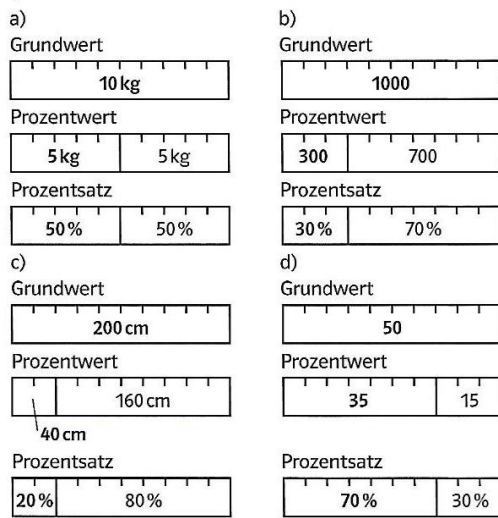 a)
Grundwert
10 kg
Prozentwert
5 kg 5 kg
Prozentsatz
50 % 50 %
b)
Grundwert
1000
Prozentwert
300 700
Prozentsatz
30 % 70 %
c)
Grundwert
200 cm
Prozentwert
160 cm
40 cm
Prozentsatz
20 % 80 %
d)
Grundwert
50
Prozentwert
35 15
Prozentsatz
70 % 30 %